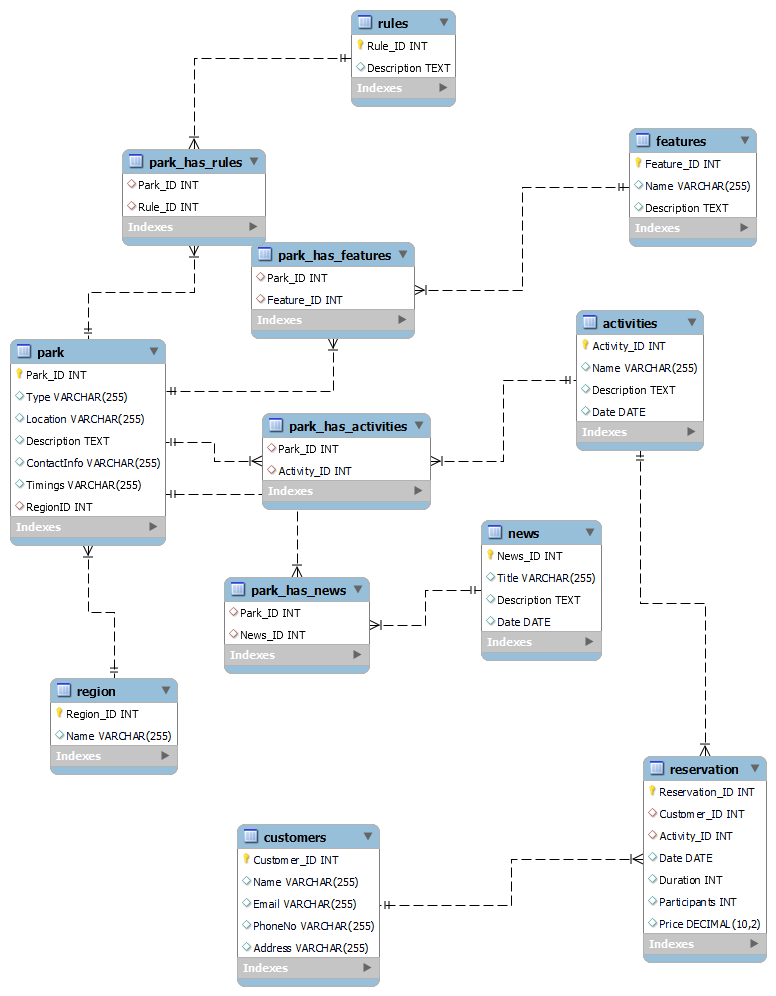 rules
Rule_ID INT
Description TEXT
Indexes
park_has_rules
Park_ID INT
Rule_ID INT
Indexes
features
Feature_ID INT
Name VARCHAR(255)
Description TEXT
Indexes
park_has_features
Park_ID INT
Feature_ID INT
Indexes
activities
Activity_ID INT
Name VARCHAR(255)
Description TEXT
Date DATE
Indexes
park
Park_ID INT
Type VARCHAR(255)
Location VARCHAR(255)
Description TEXT
ContactInfo VARCHAR(255)
Timings VARCHAR(255)
RegionID INT
Indexes
park_has_activities
Park_ID INT
Activity_ID INT
Indexes
news
News_ID INT
Title VARCHAR(255)
Description TEXT
Date DATE
Indexes
park_has_news
Park_ID INT
News_ID INT
Indexes
region
Region_ID INT
Name VARCHAR(255)
Indexes
reservation
Reservation_ID INT
Customer_ID INT
Activity_ID INT
Date DATE
Duration INT
Participants INT
Price DECIMAL(10,2)
Indexes
customers
Customer_ID INT
Name VARCHAR(255)
Email VARCHAR(255)
PhoneNo VARCHAR(255)
Address VARCHAR(255)
Indexes